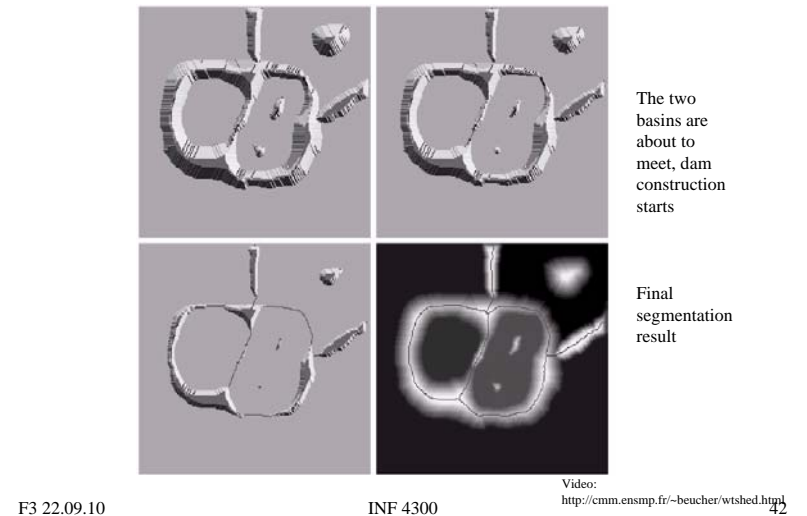 The two
basins are
about to
meet, dam
construction
starts
Final
segmentation
result
Video:
http://cmm.ensmp.fr/~beucher/wtshed.html
F3 22.09.10
INF 4300
42